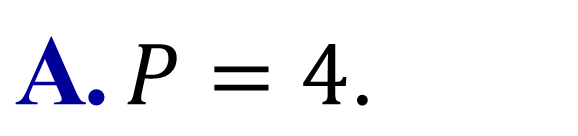 A. P = 4.